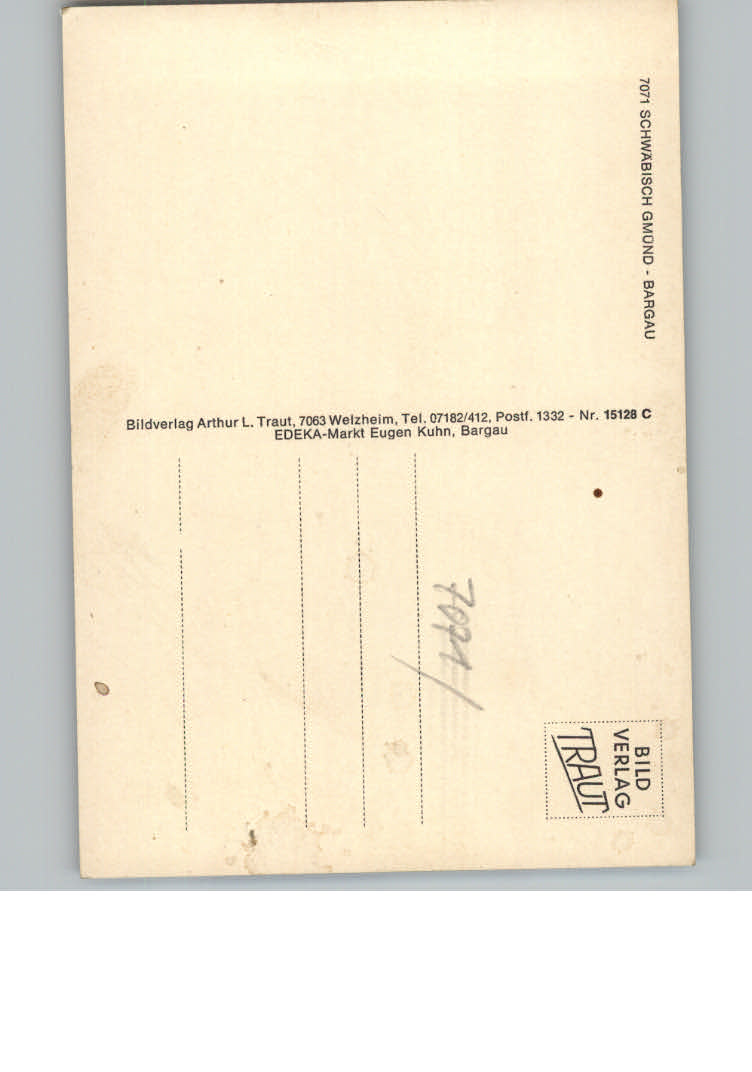 7071 SCHWÄBISCH GMÜND - BARGAU
Bildverlag Arthur L. Traut, 7063 Welzheim, Tel. 07182/412, Postf. 1332 - Nr. 15128 C
EDEKA-Markt Eugen Kuhn, Bargau
7071/
BILD
VERLAG
TRAUT